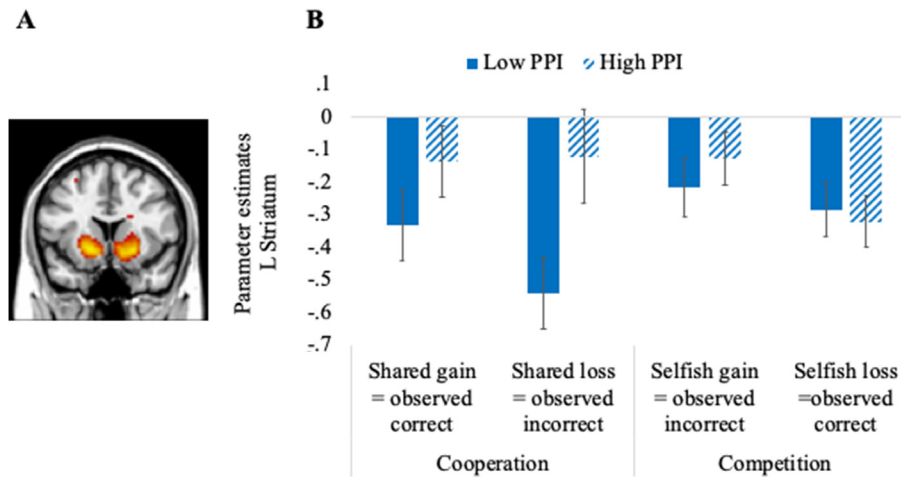 A
B
Low PPI
High PPI
Parameter estimates
L Striatum
.1
0
-.1
-.2
-.3
-.4
-.5
-.6
-.7
Shared gain
= observed
correct
Shared loss
= observed
incorrect
Selfish gain
= observed
incorrect
Selfish loss
=observed
correct
Cooperation
Competition